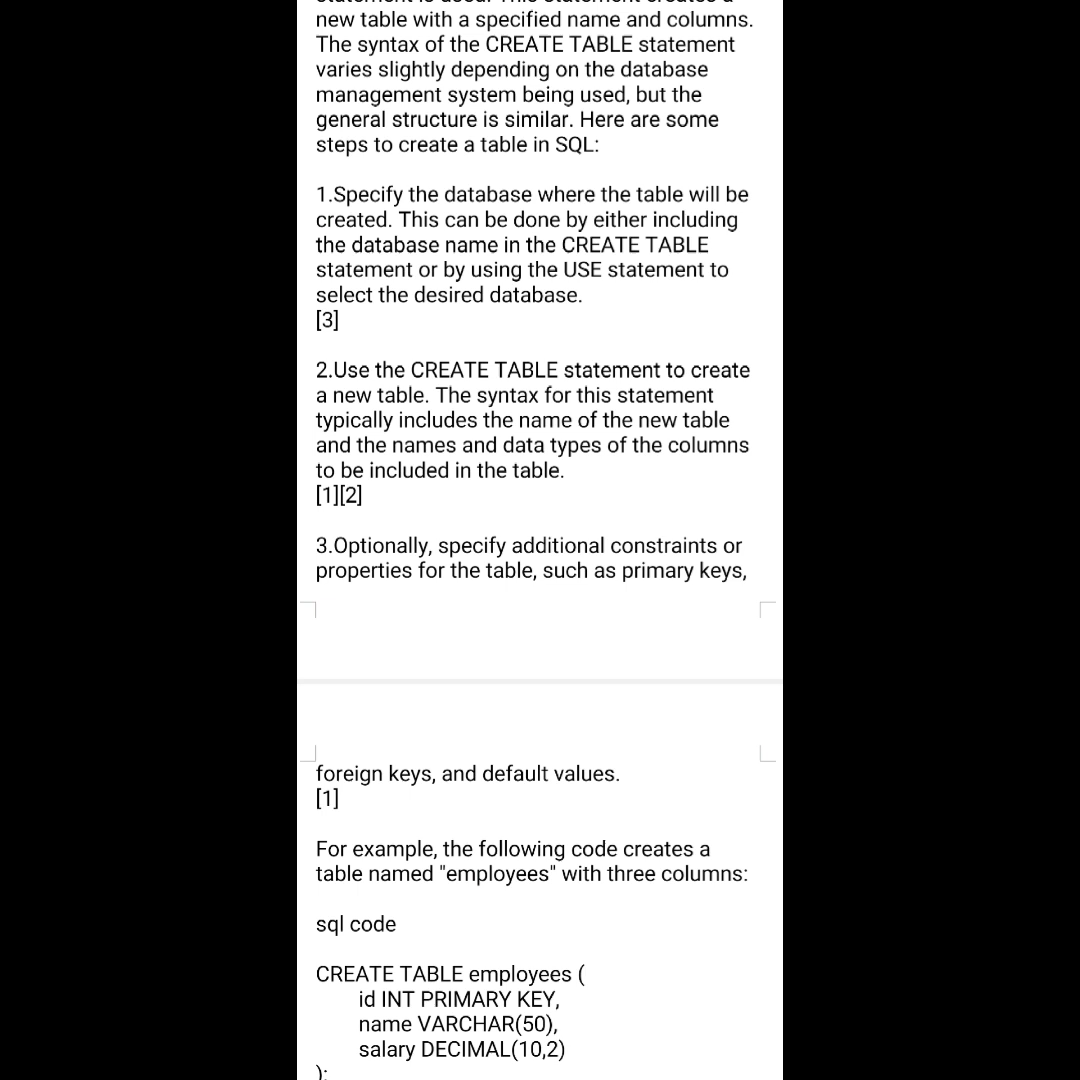 new table with a specified name and columns.
The syntax of the CREATE TABLE statement
varies slightly depending on the database
management system being used, but the
general structure is similar. Here are some
steps to create a table in SQL:
1.Specify the database where the table will be
created. This can be done by either including
the database name in the CREATE TABLE
statement or by using the USE statement to
select the desired database.
[3]
2.Use the CREATE TABLE statement to create
a new table. The syntax for this statement
typically includes the name of the new table
and the names and data types of the columns
to be included in the table.
[1][2]
3.Optionally, specify additional constraints or
properties for the table, such as primary keys,
foreign keys, and default values.
[1]
For example, the following code creates a
table named "employees" with three columns:
sql code
CREATE TABLE employees (
id INT PRIMARY KEY,
name VARCHAR(50),
salary DECIMAL(10,2)
);